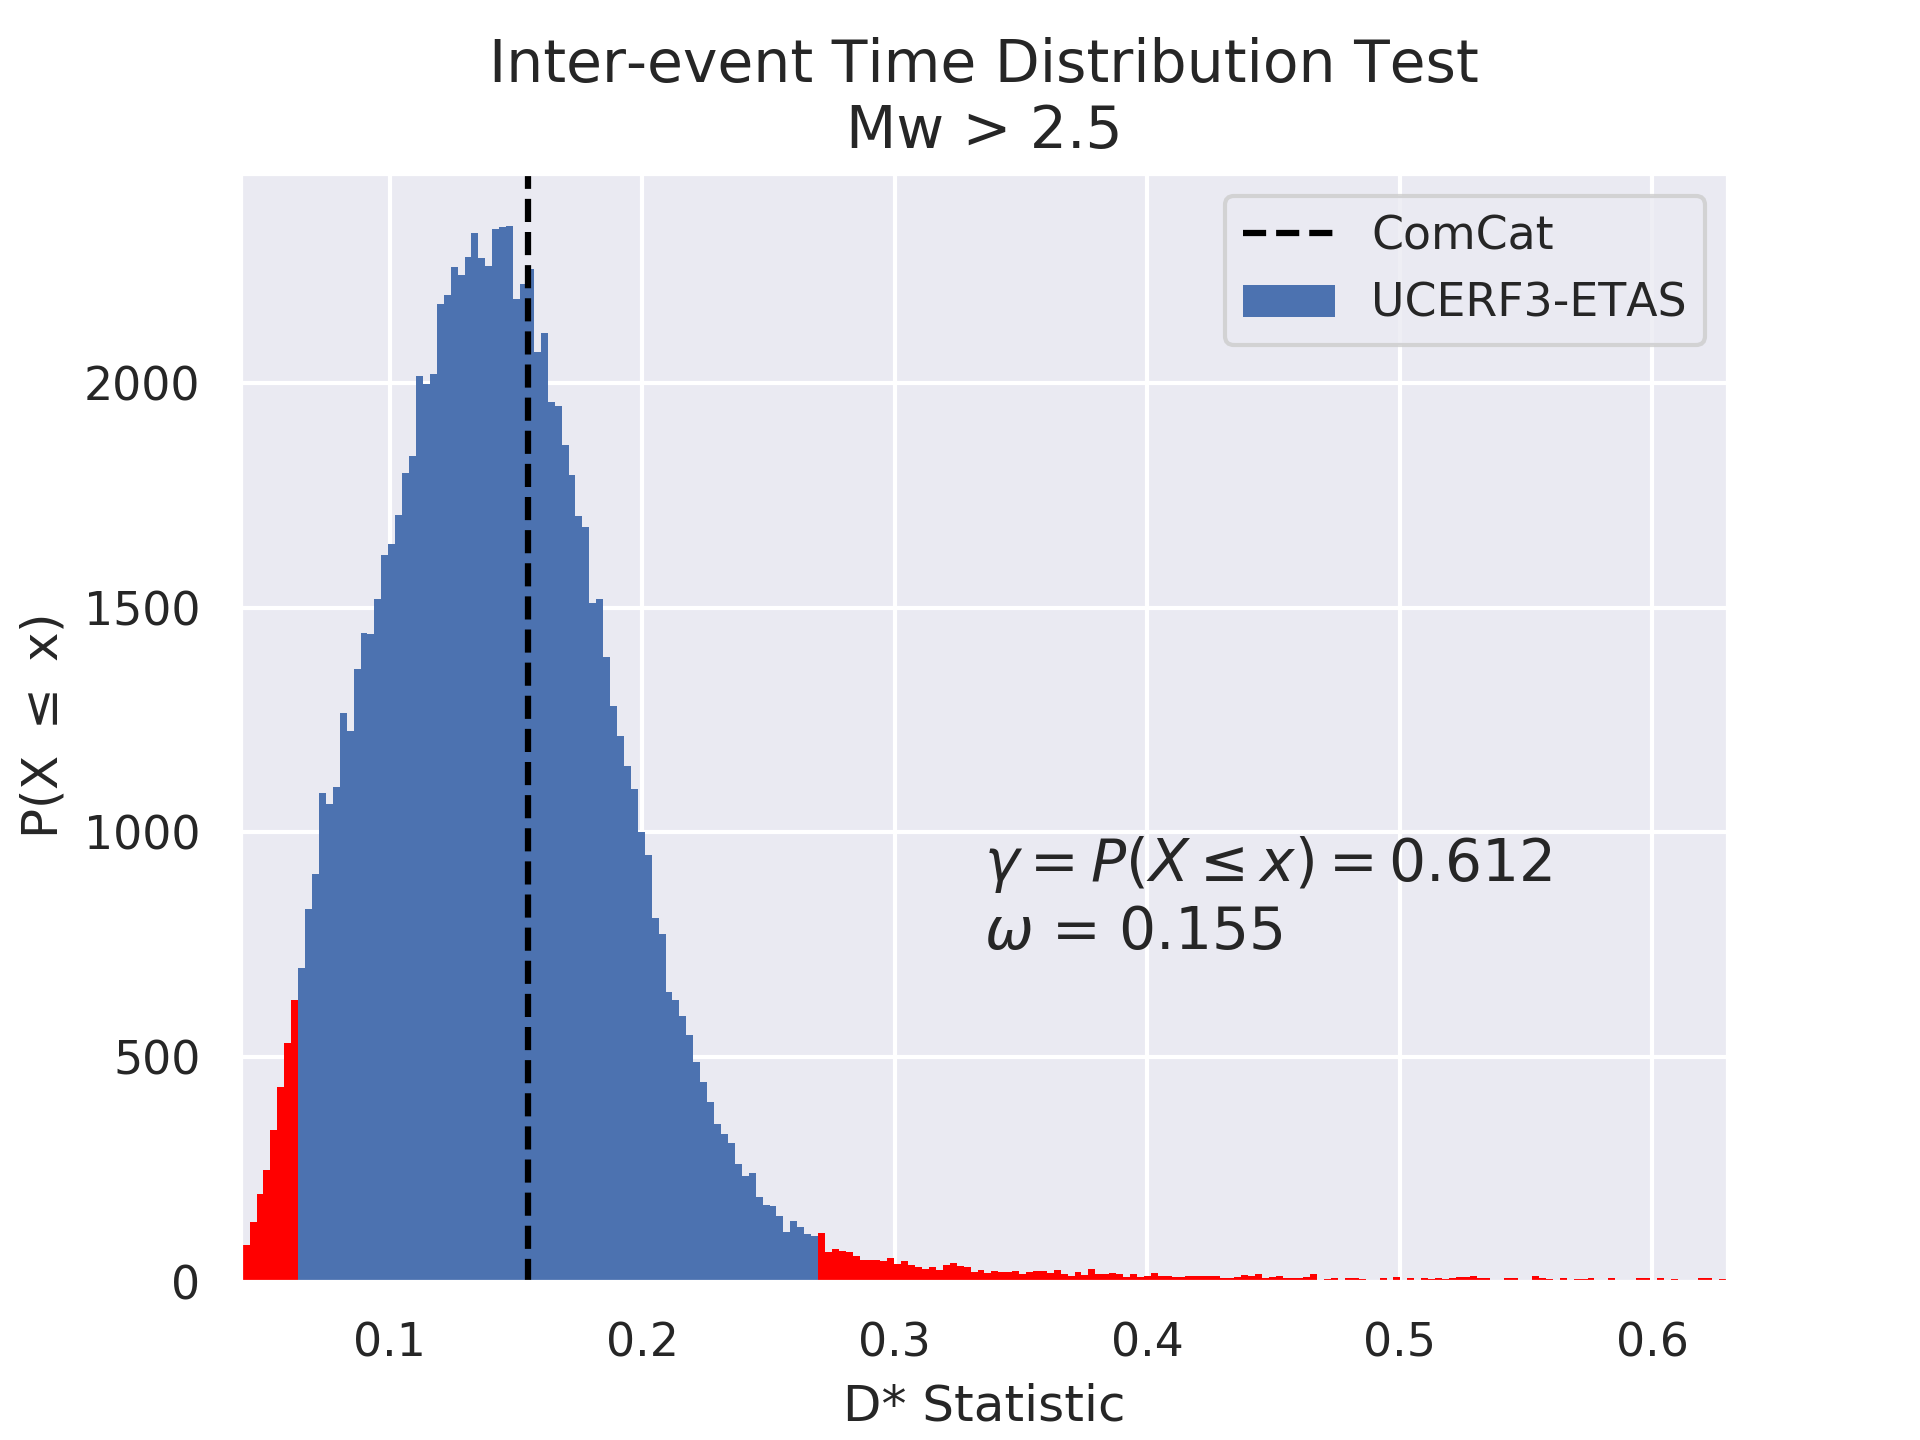 Inter-event Time Distribution Test
Mw > 2.5
ComCat
UCERF3-ETAS
P(X ≤ x)
2000
1500
1000
500
0
γ = P(X ≤ x) = 0.612
ω = 0.155
0.1 0.2 0.3 0.4 0.5 0.6
D* Statistic